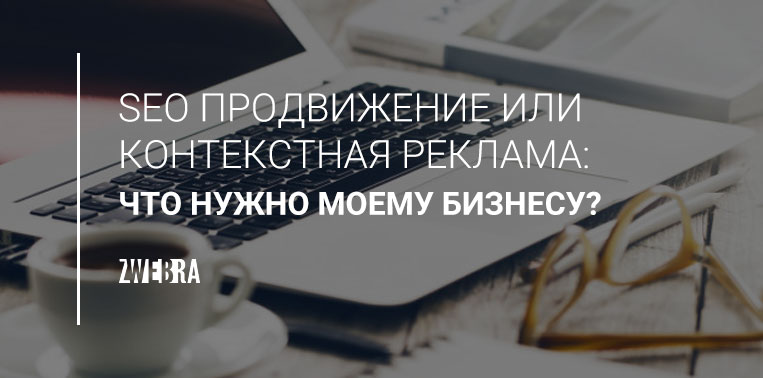 SEO ПРОДВИЖЕНИЕ ИЛИ
КОНТЕКСТНАЯ РЕКЛАМА:
ЧТО НУЖНО МОЕМУ БИЗНЕСУ?
ZWEBRA